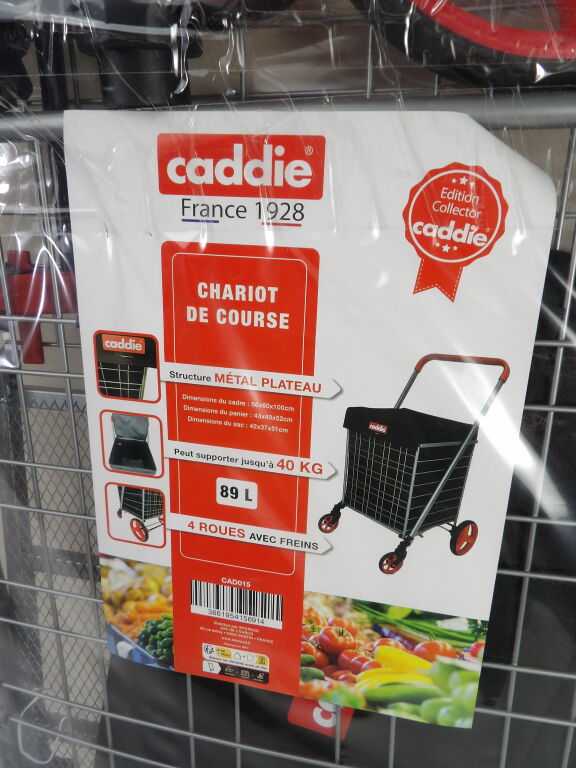 caddie®
France 1928
Edition
Collector
caddie
CHARIOT
DE COURSE
caddie
Structure MÉTAL PLATEAU
Dimensions du cadre : 56x60x100cm
Dimensions du panier : 43x40x52cm
Dimensions du sac : 42x37x51cm
caddie
Peut supporter jusqu'à 40 KG
89 L
4 ROUES AVEC FREINS
CAD015
3661954156914